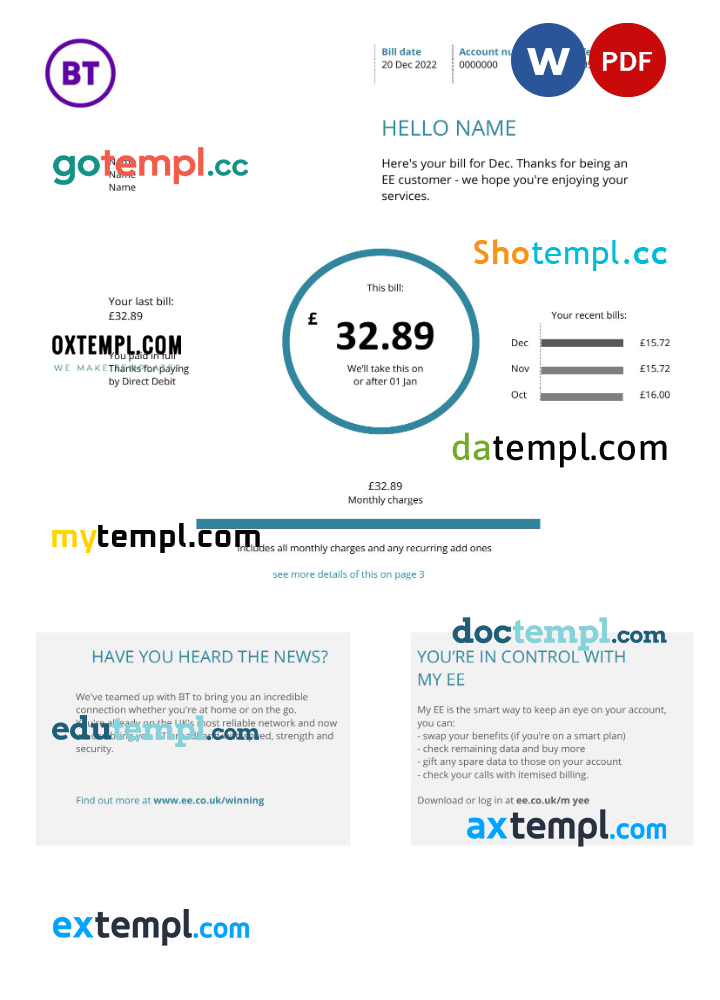 BT
Bill date
20 Dec 2022
Account
0000000
W
PDF
HELLO NAME
Here's your bill for Dec. Thanks for being an
EE customer - we hope you're enjoying your
services.
gotempl.cc
Name
Name
Name
Shotempl.cc
Your last bill:
£32.89
OXTEMPL.COM
WE MAKE
You paid in full
Thanks for paying
by Direct Debit
This bill:
£
32.89
We'll take this on
or after 01 Jan
Your recent bills:
Dec £15.72
Nov £15.72
Oct £16.00
datempl.com
£32.89
Monthly charges
mytempl.com
includes all monthly charges and any recurring add ones
see more details of this on page 3
doctempl.com
HAVE YOU HEARD THE NEWS?
We've teamed up with BT to bring you an incredible
connection whether you're at home or on the go.
You're already on the UK's most reliable network and now
speed, strength and
security.
edutempl.com
Find out more at www.ee.co.uk/winning
YOU'RE IN CONTROL WITH
MY EE
My EE is the smart way to keep an eye on your account,
you can:
- swap your benefits (if you're on a smart plan)
- check remaining data and buy more
- gift any spare data to those on your account
- check your calls with itemised billing.
Download or log in at ee.co.uk/m yee
axtempl.com
extempl.com